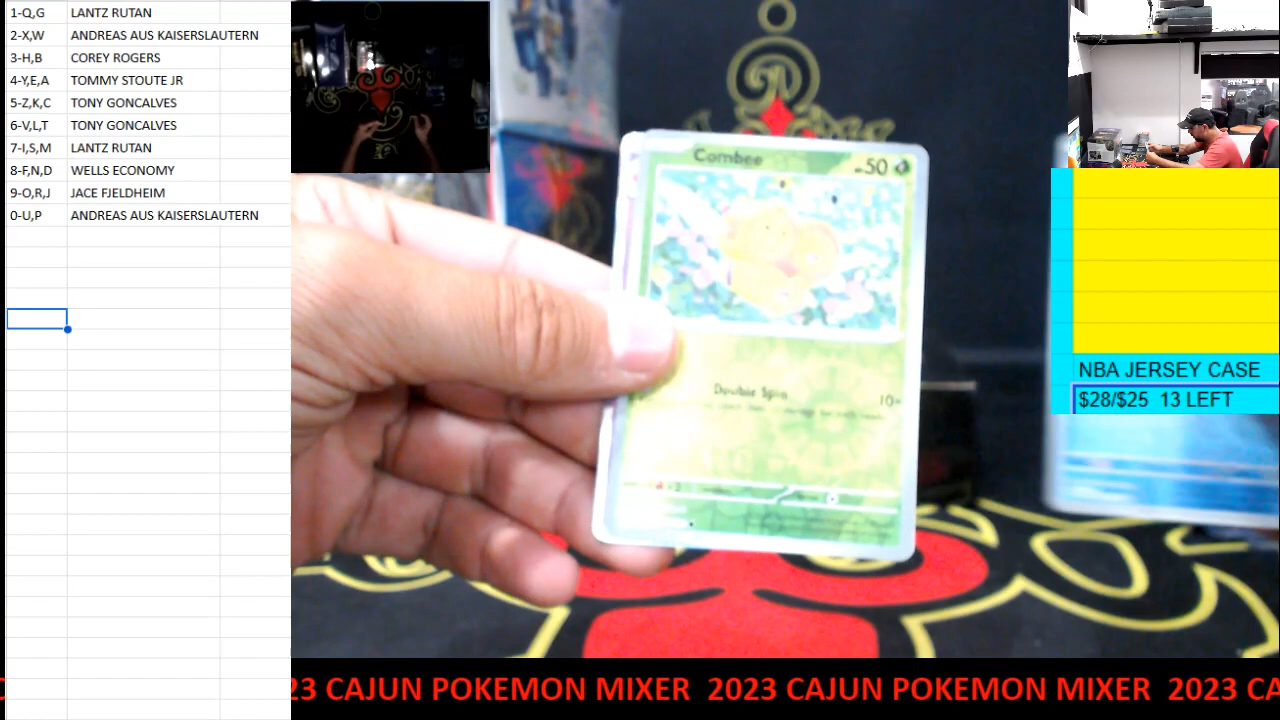 1-Q,G LANTZ RUTAN
2-X,W ANDREAS AUS KAISERSLAUTERN
3-H,B COREY ROGERS
4-Y,E,A TOMMY STOUTE JR
5-Z,K,C TONY GONCALVES
6-V,L,T TONY GONCALVES
7-I,S,M LANTZ RUTAN
8-F,N,D WELLS ECONOMY
9-O,R,J JACE FJELDHEIM
0-U,P ANDREAS AUS KAISERSLAUTERN
Combee 50
Double Spin 10
NBA JERSEY CASE
$28/$25 13 LEFT
23 CAJUN POKEMON MIXER 2023 CAJUN POKEMON MIXER 2023 CA